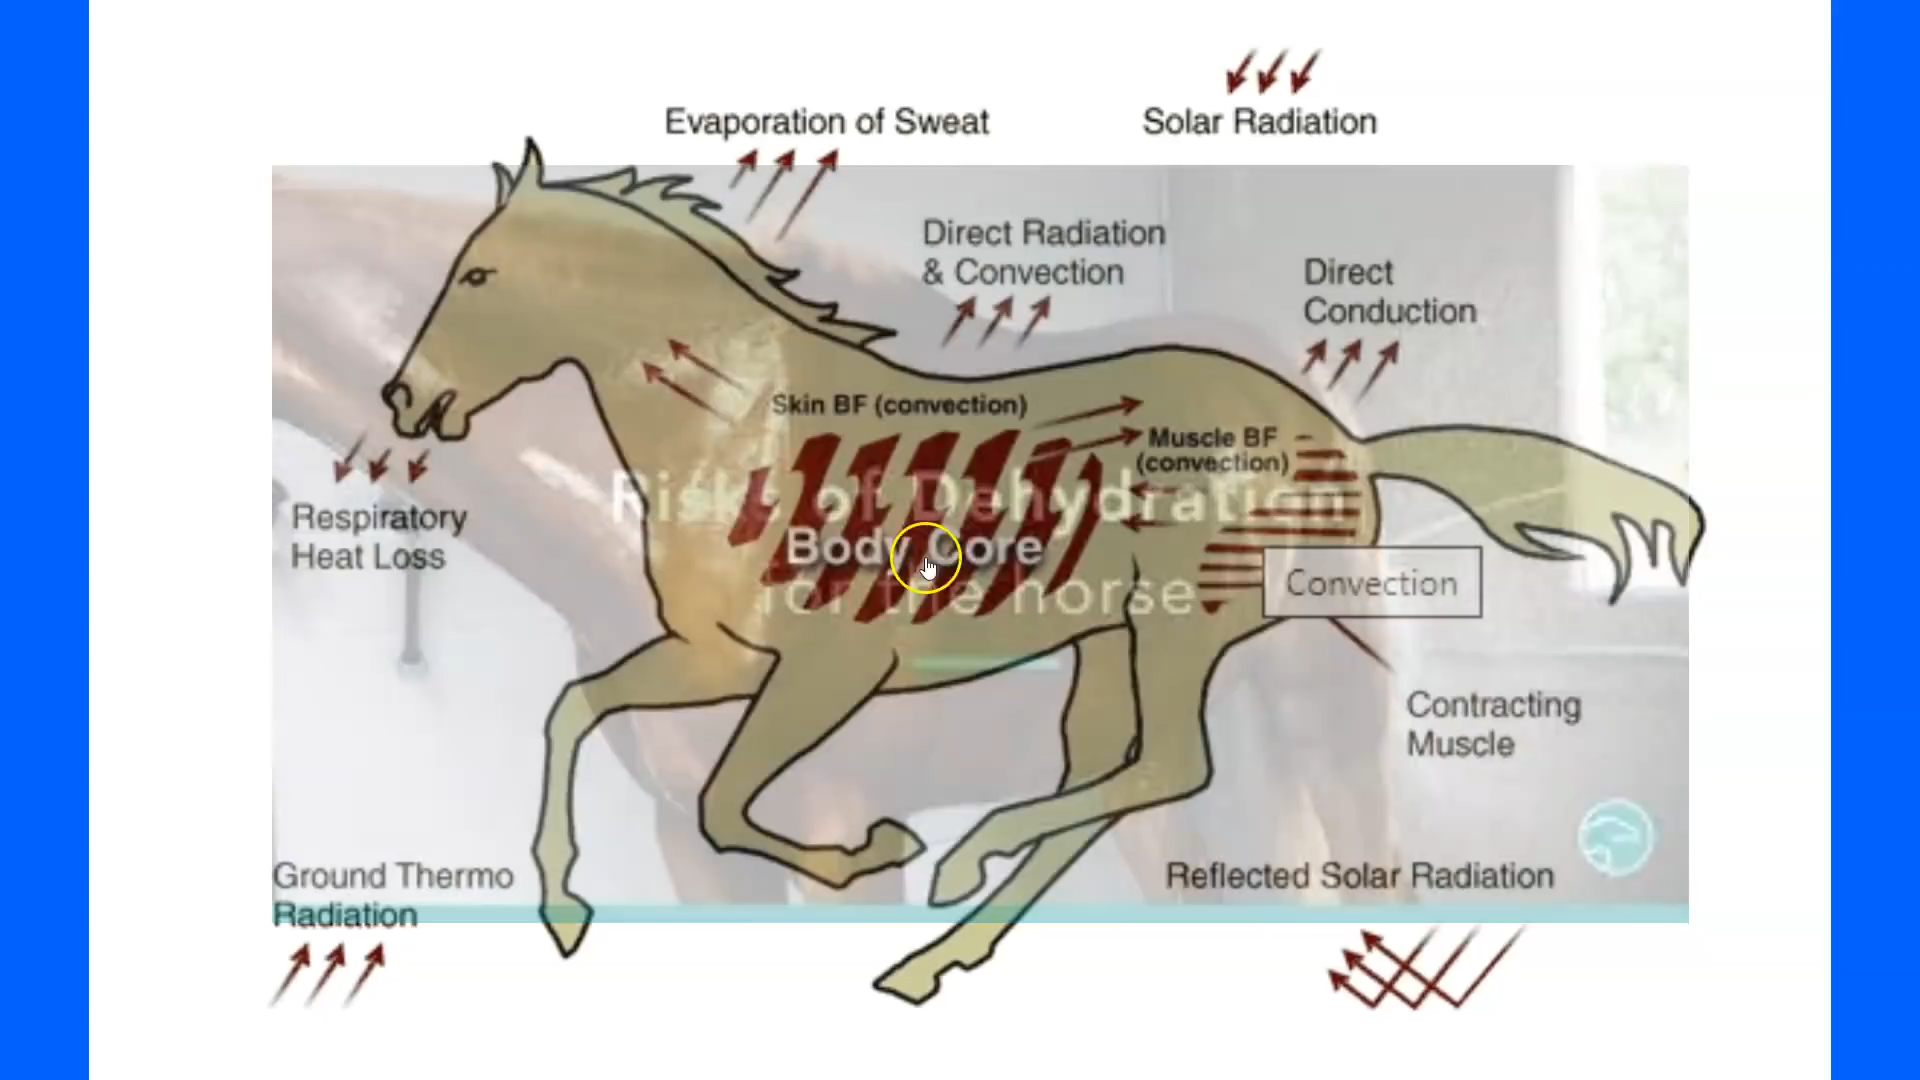 Evaporation of Sweat
Solar Radiation
Direct Radiation
& Convection
Direct
Conduction
Skin BF (convection)
Muscle BF
(convection)
Risks of Dehydration
for the horse
Body Core
Respiratory
Heat Loss
Convection
Contracting
Muscle
Ground Thermo
Radiation
Reflected Solar Radiation